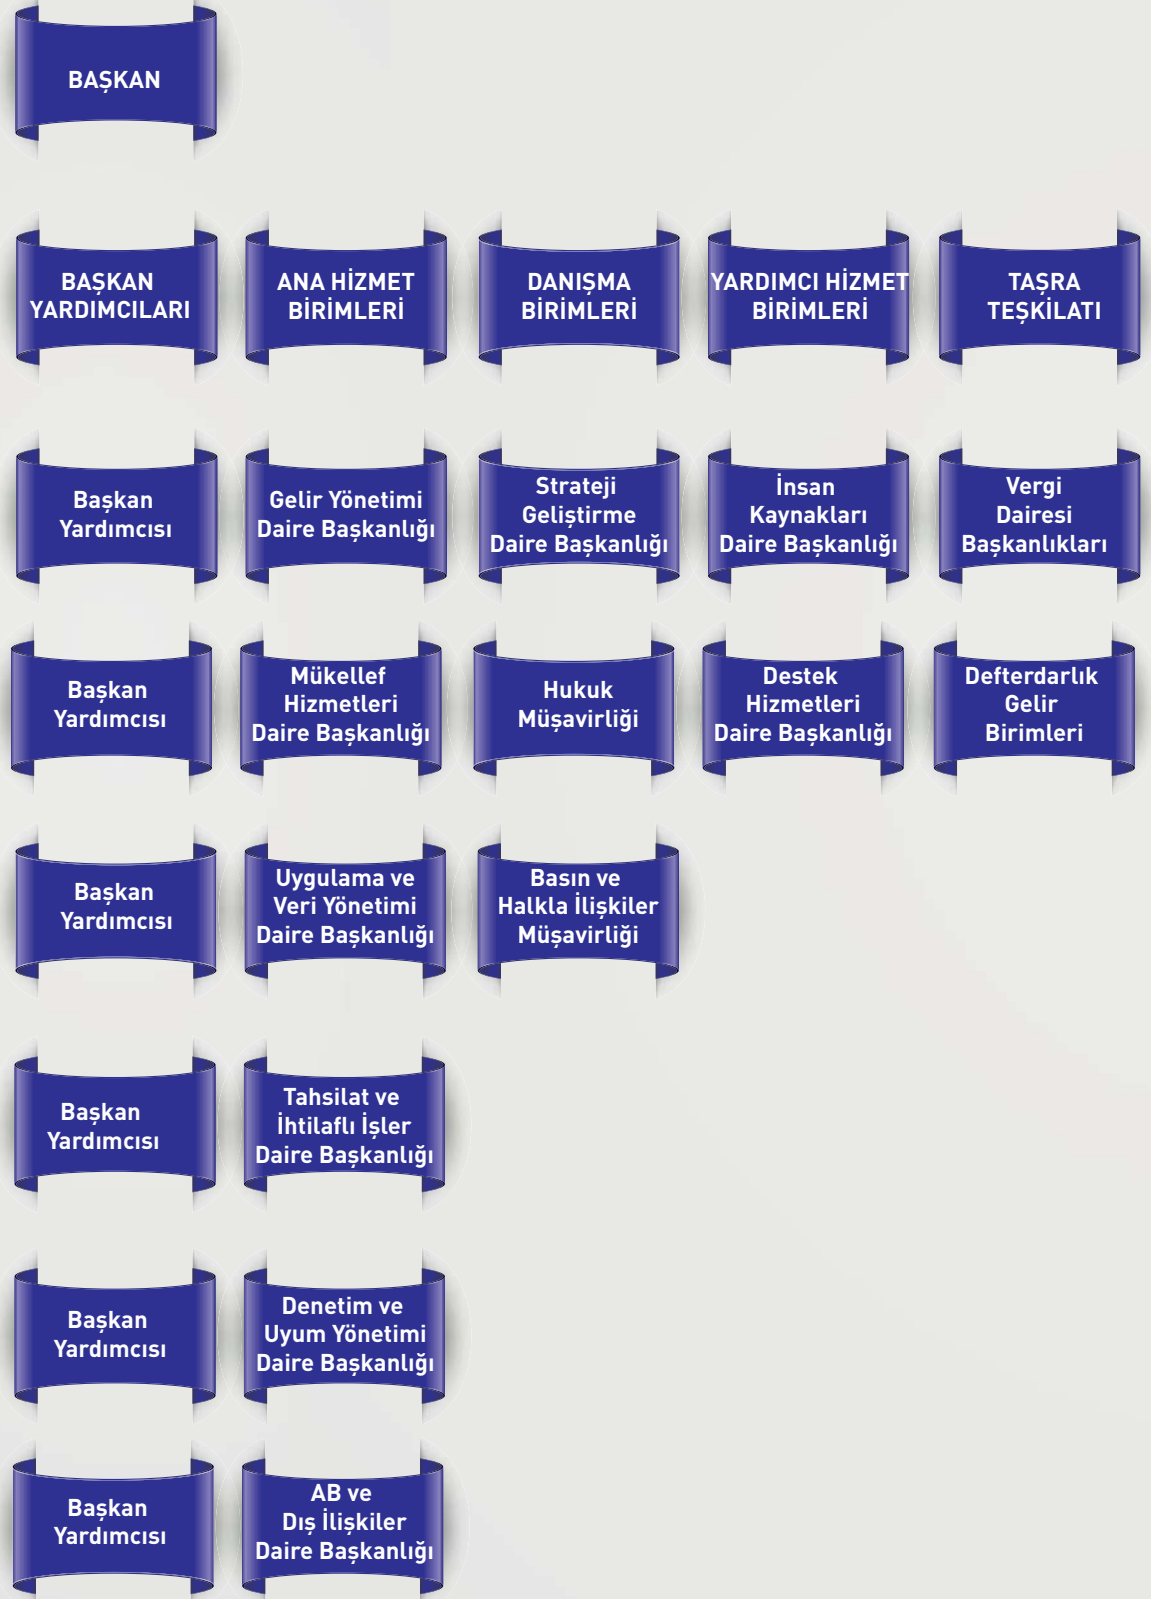 BAŞKAN
BAŞKAN
YARDIMCILARI
ANA HİZMET
BİRİMLERİ
DANIŞMA
BİRİMLERİ
YARDIMCI HİZMET
BİRİMLERİ
TAŞRA
TEŞKİLATI
Başkan
Yardımcısı
Gelir Yönetimi
Daire Başkanlığı
Strateji
Geliştirme
Daire Başkanlığı
İnsan
Kaynakları
Daire Başkanlığı
Vergi
Dairesi
Başkanlıkları
Başkan
Yardımcısı
Mükellef
Hizmetleri
Daire Başkanlığı
Hukuk
Müşavirliği
Destek
Hizmetleri
Daire Başkanlığı
Defterdarlık
Gelir
Birimleri
Başkan
Yardımcısı
Uygulama ve
Veri Yönetimi
Daire Başkanlığı
Basın ve
Halkla İlişkiler
Müşavirliği
Başkan
Yardımcısı
Tahsilat ve
İhtilaflı İşler
Daire Başkanlığı
Başkan
Yardımcısı
Denetim ve
Uyum Yönetimi
Daire Başkanlığı
Başkan
Yardımcısı
AB ve
Dış İlişkiler
Daire Başkanlığı